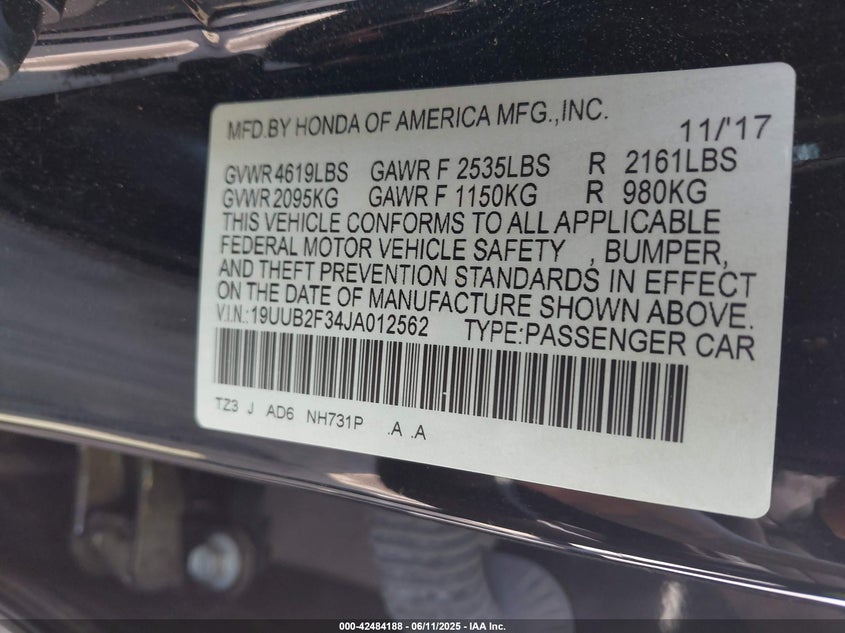 MFD.BY HONDA OF AMERICA MFG.,INC.
11/'17
GVWR 4619LBS GAWR F 2535LBS R 2161LBS
GVWR 2095KG GAWR F 1150KG R 980KG
THIS VEHICLE CONFORMS TO ALL APPLICABLE
FEDERAL MOTOR VEHICLE SAFETY , BUMPER,
AND THEFT PREVENTION STANDARDS IN EFFECT
ON THE DATE OF MANUFACTURE SHOWN ABOVE.
V.I.N.:19UUB2F34JA012562 TYPE:PASSENGER CAR
TZ3 J AD6 NH731P .A .A
000-42484188 - 06/11/2025 - IAA Inc.